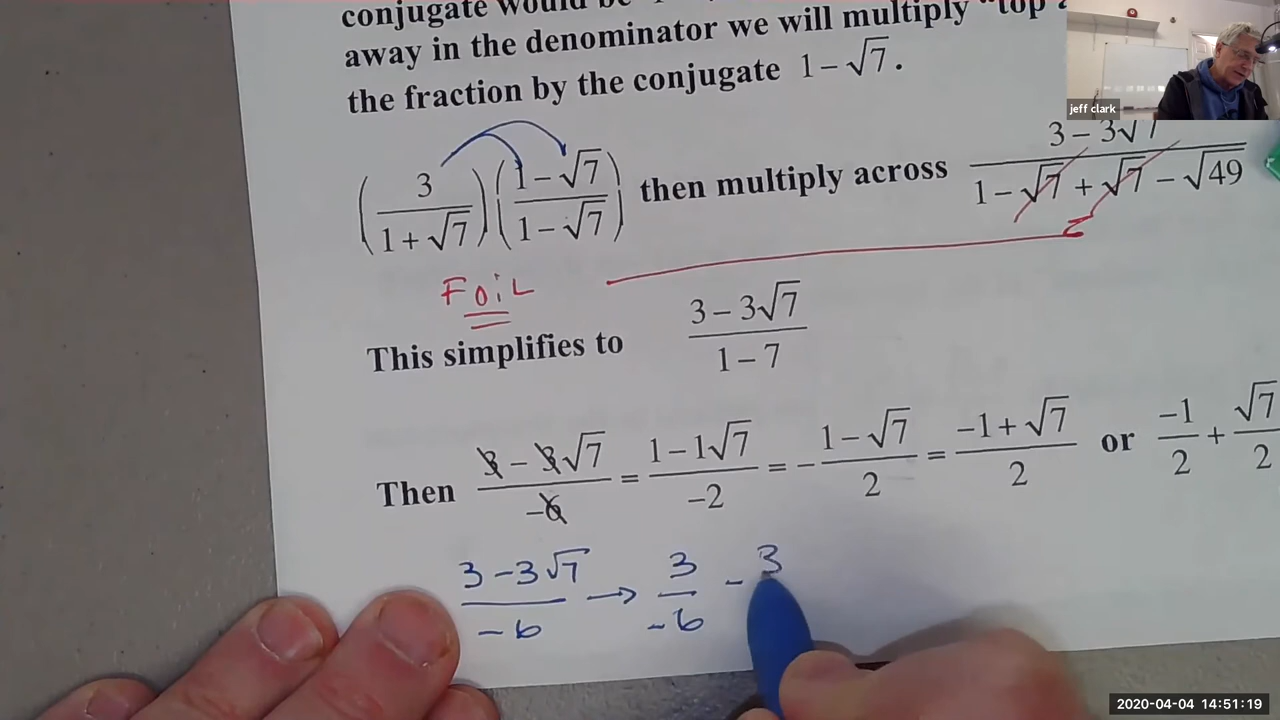 conjugate would be
away in the denominator we will multiply "top
the fraction by the conjugate 1 − √7.
jeff clark
(3/(1 + √7))((1 − √7)/(1 − √7)) then multiply across (3 − 3√7)/(1 − √7 + √7 − √49)
FOIL
This simplifies to (3 − 3√7)/(1 − 7)
Then (3 − 3√7)/−6 = (1 − 1√7)/−2 = −(1 − √7)/2 = (−1 + √7)/2 or −1/2 + √7/2
(3 − 3√7)/−6 → 3/−6 − 3
2020-04-04 14:51:19